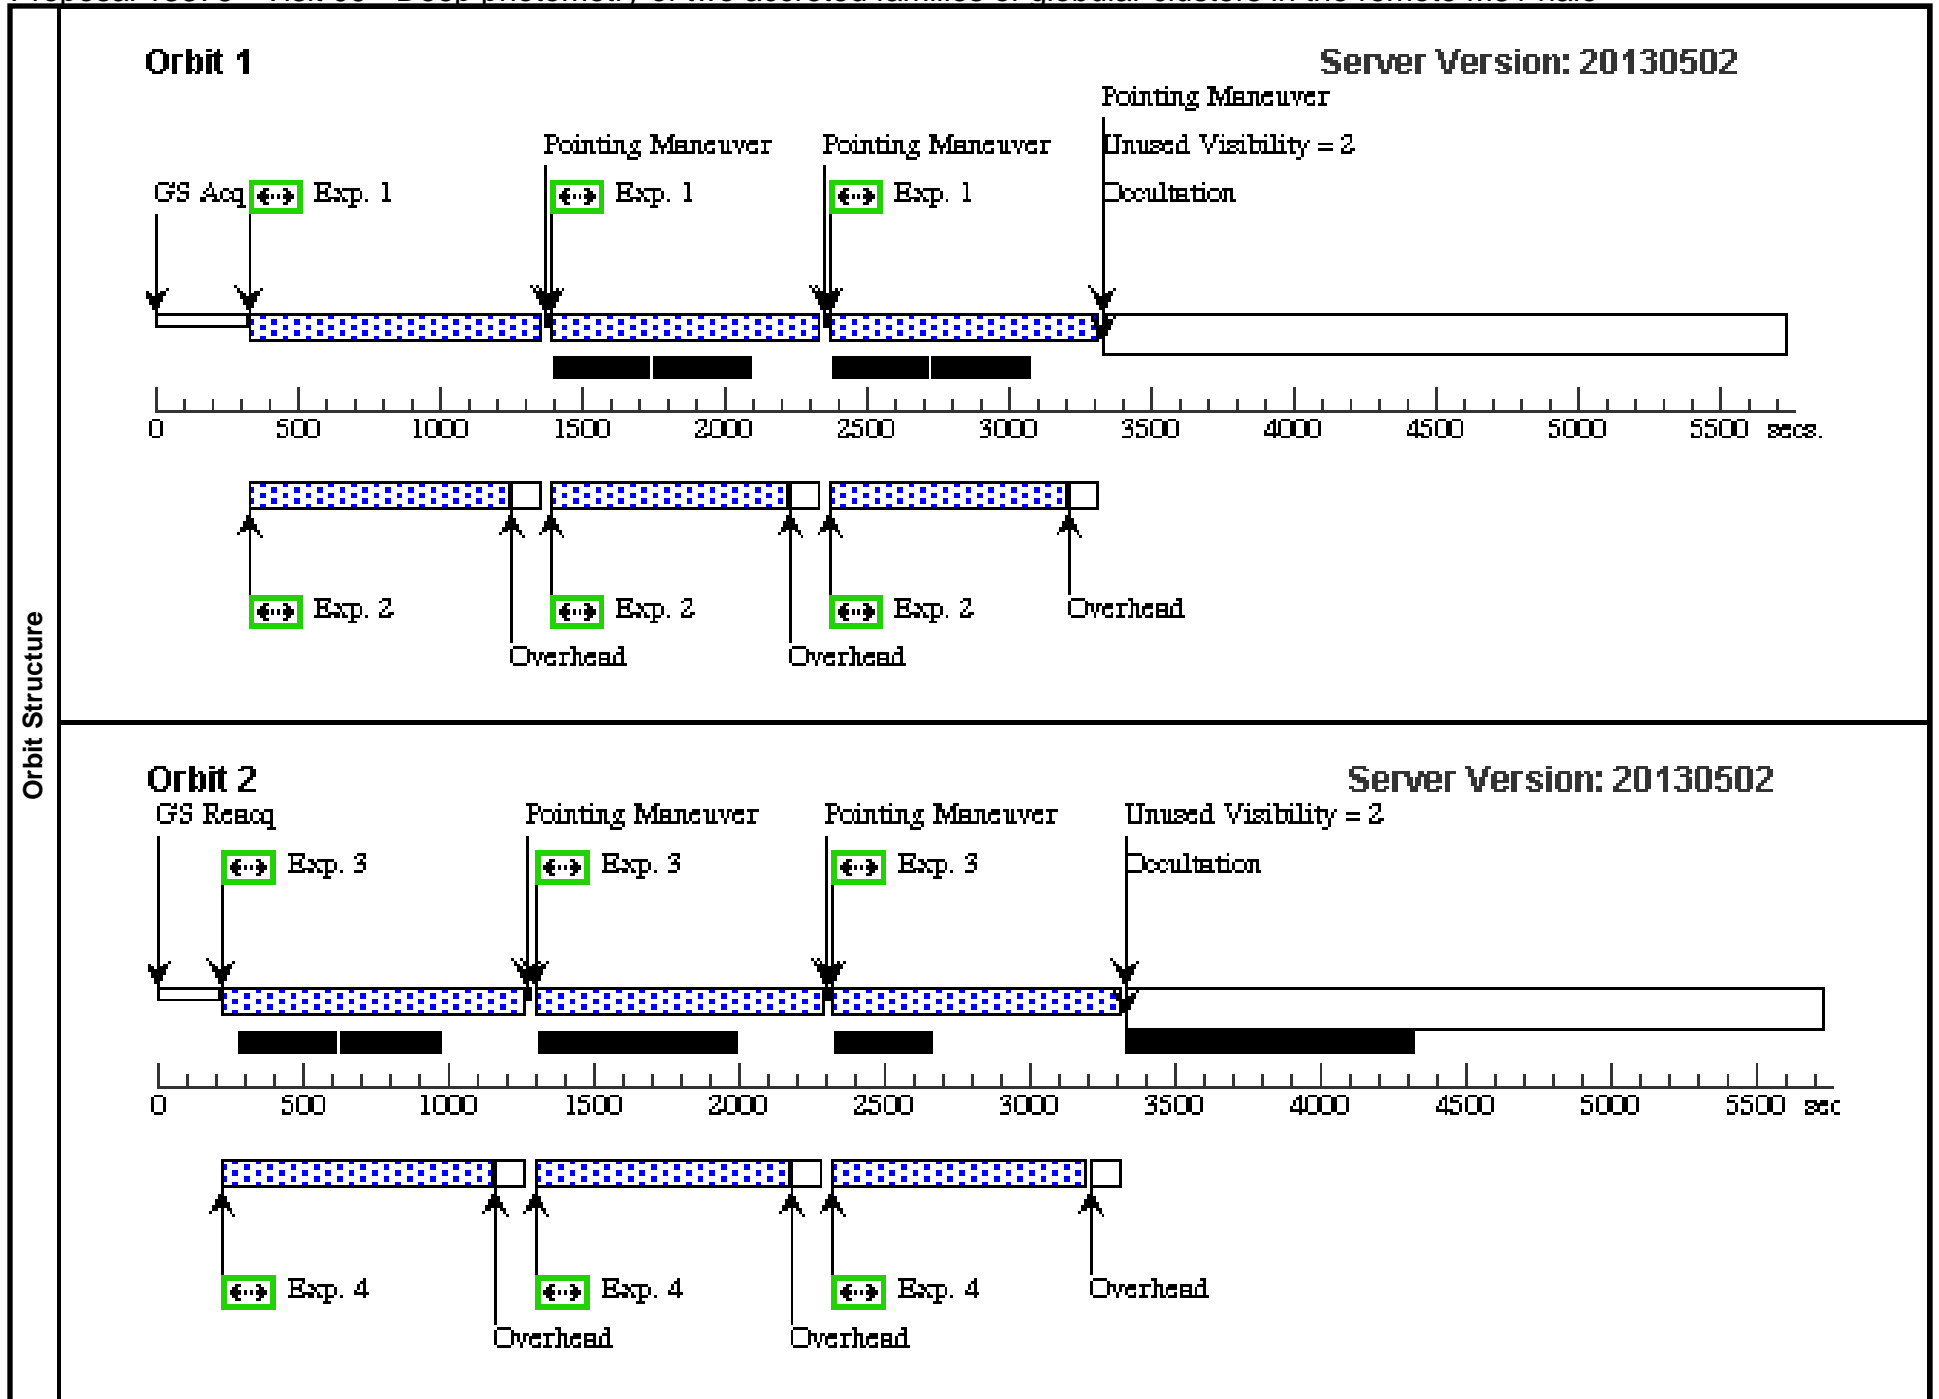 Orbit Structure
Orbit 1
Server Version: 20130502
Pointing Maneuver
Pointing Maneuver Pointing Maneuver Unused Visibility = 2
GS Acq Exp. 1 Exp. 1 Exp. 1 Occultation
0 500 1000 1500 2000 2500 3000 3500 4000 4500 5000 5500 secs.
Exp. 2 Exp. 2 Exp. 2 Overhead
Overhead Overhead
Orbit 2
Server Version: 20130502
GS Reacq Pointing Maneuver Pointing Maneuver Unused Visibility = 2
Exp. 3 Exp. 3 Exp. 3 Occultation
0 500 1000 1500 2000 2500 3000 3500 4000 4500 5000 5500 sec
Exp. 4 Exp. 4 Exp. 4 Overhead
Overhead Overhead